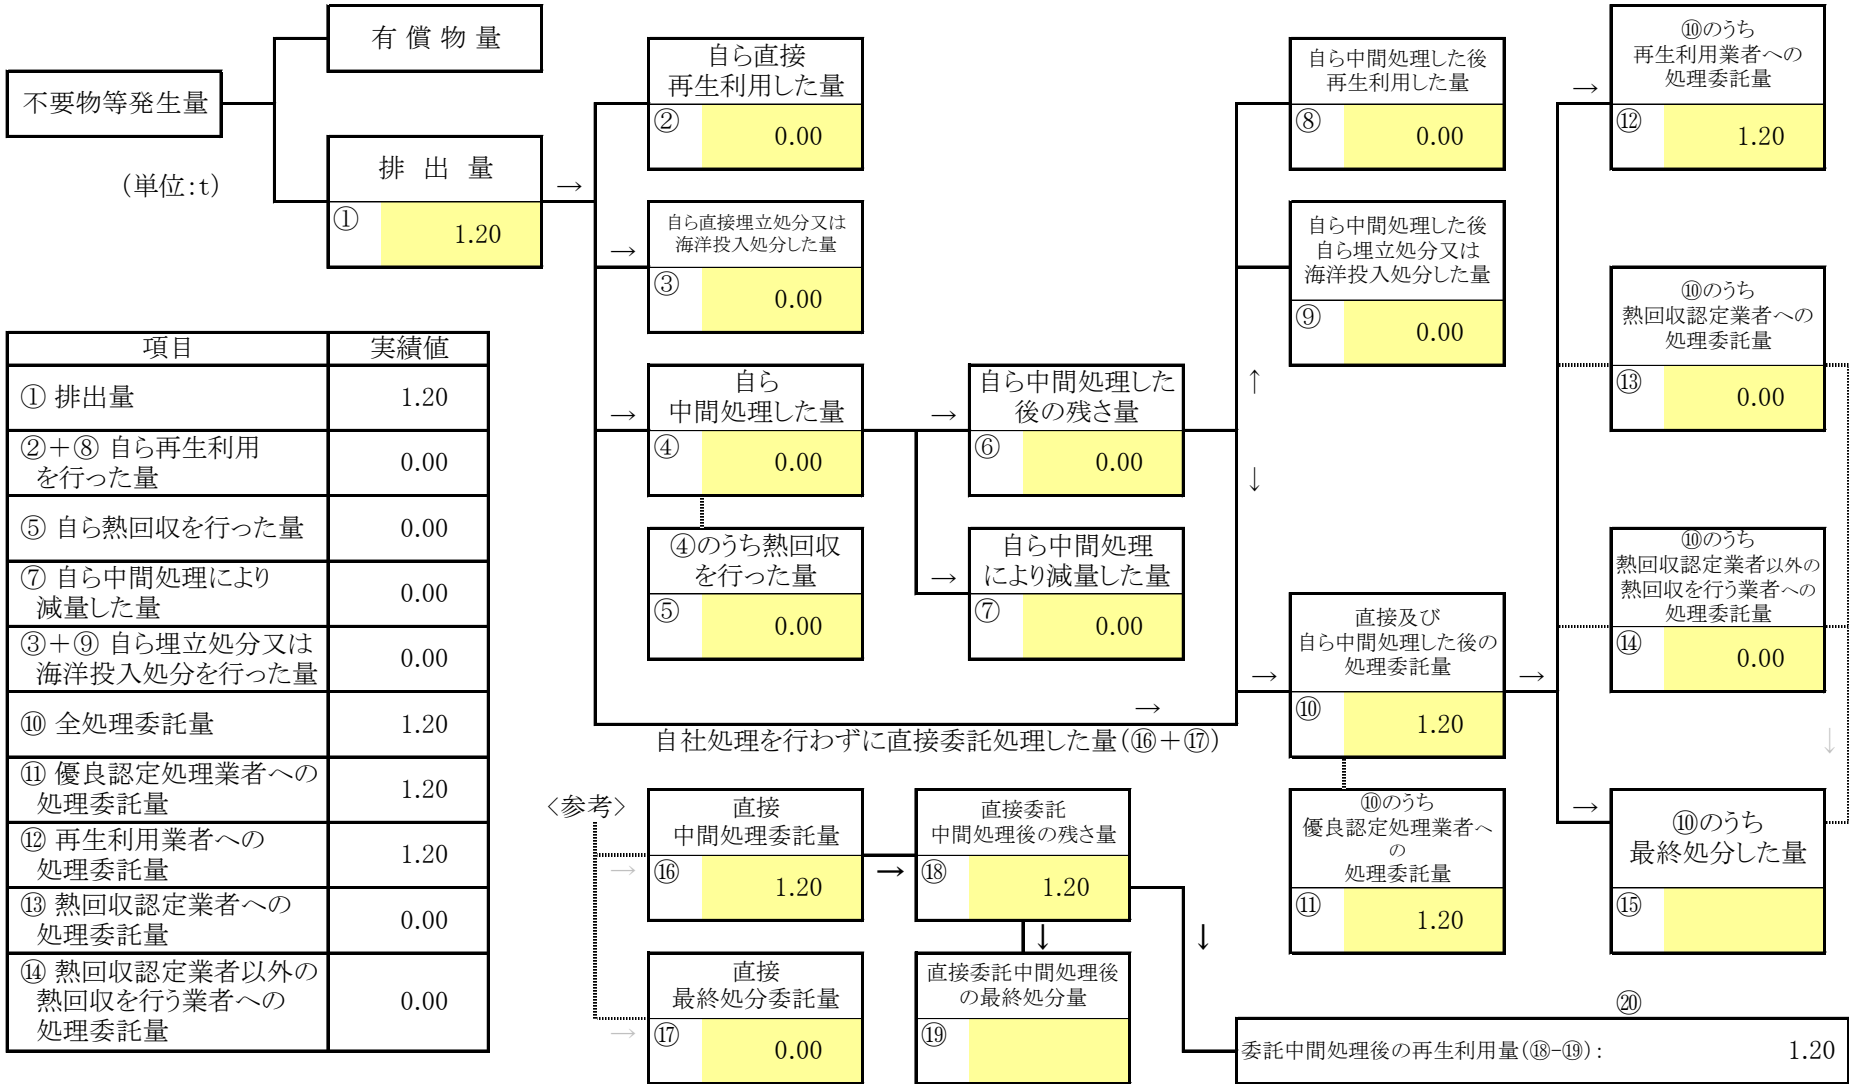 有償物量
不要物等発生量
(単位:t)
排出量
① 1.20
→
自ら直接
再生利用した量
② 0.00
→
自ら直接埋立処分又は
海洋投入処分した量
③ 0.00
→
自ら
中間処理した量
④ 0.00
④のうち熱回収
を行った量
⑤ 0.00
→
自ら中間処理した
後の残さ量
⑥ 0.00
→
自ら中間処理
により減量した量
⑦ 0.00
自ら中間処理した後
再生利用した量
⑧ 0.00
自ら中間処理した後
自ら埋立処分又は
海洋投入処分した量
⑨ 0.00
↑
↓
→
自社処理を行わずに直接委託処理した量(⑯+⑰)
→
直接及び
自ら中間処理した後の
処理委託量
⑩ 1.20
⑩のうち
優良認定処理業者へ
の
処理委託量
⑪ 1.20
→
→
⑩のうち
再生利用業者への
処理委託量
⑫ 1.20
⑩のうち
熱回収認定業者への
処理委託量
⑬ 0.00
⑩のうち
熱回収認定業者以外の
熱回収を行う業者への
処理委託量
⑭ 0.00
↓
→
⑩のうち
最終処分した量
⑮
項目 実績値
① 排出量 1.20
②+⑧ 自ら再生利用
を行った量 0.00
⑤ 自ら熱回収を行った量 0.00
⑦ 自ら中間処理により
減量した量 0.00
③+⑨ 自ら埋立処分又は
海洋投入処分を行った量 0.00
⑩ 全処理委託量 1.20
⑪ 優良認定処理業者への
処理委託量 1.20
⑫ 再生利用業者への
処理委託量 1.20
⑬ 熱回収認定業者への
処理委託量 0.00
⑭ 熱回収認定業者以外の
熱回収を行う業者への
処理委託量 0.00
<参考>
→
直接
中間処理委託量
⑯ 1.20
→
直接委託
中間処理後の残さ量
⑱ 1.20
→
直接
最終処分委託量
⑰ 0.00
↓
直接委託中間処理後
の最終処分量
⑲
↓
⑳
委託中間処理後の再生利用量(⑱-⑲): 1.20